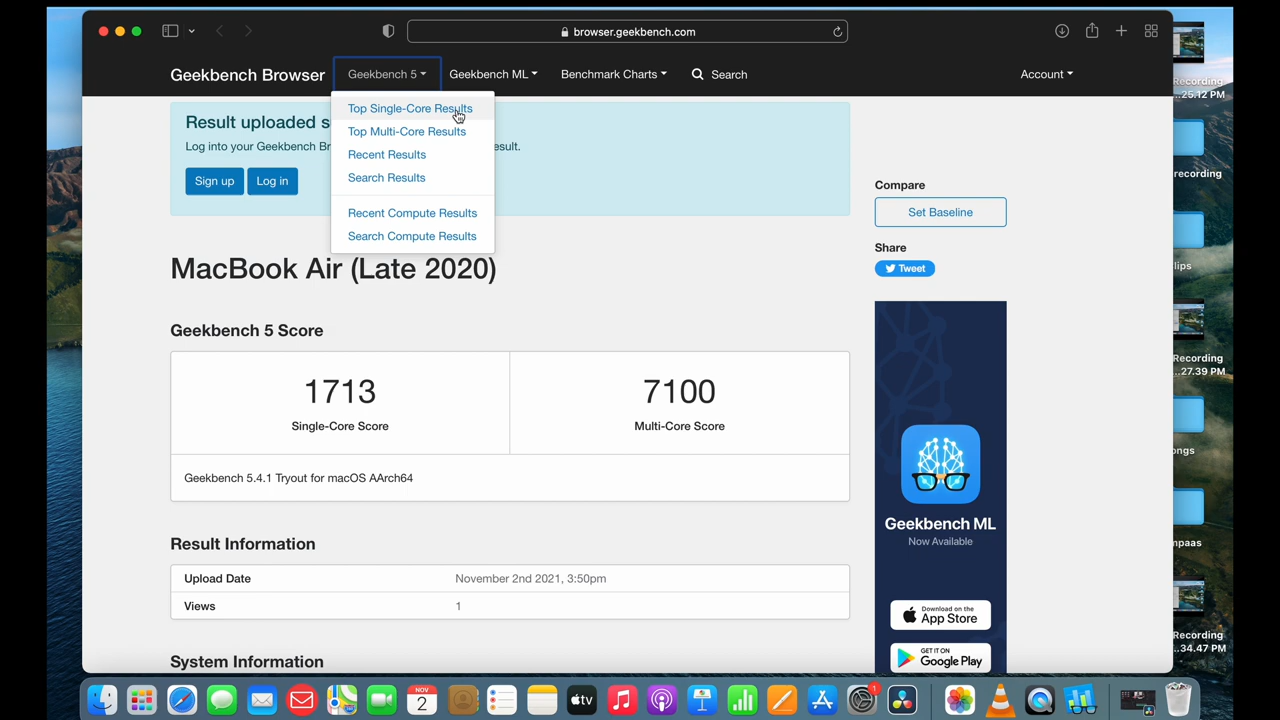 browser.geekbench.com
Geekbench Browser
Geekbench 5
Geekbench ML
Benchmark Charts
Search
Account
Top Single-Core Results
Top Multi-Core Results
Recent Results
Search Results
Recent Compute Results
Search Compute Results
Result uploaded s
Log into your Geekbench Br
esult.
Sign up
Log in
Compare
Set Baseline
Share
Tweet
MacBook Air (Late 2020)
Geekbench 5 Score
1713
7100
Single-Core Score
Multi-Core Score
Geekbench 5.4.1 Tryout for macOS AArch64
Result Information
Upload Date
November 2nd 2021, 3:50pm
Views
1
System Information
Geekbench ML
Now Available
Download on the
App Store
GET IT ON
Google Play
Recording
...25.12 PM
recording
lips
Recording
...27.39 PM
ongs
mpaas
Recording
...34.47 PM
NOV
2
tv
1